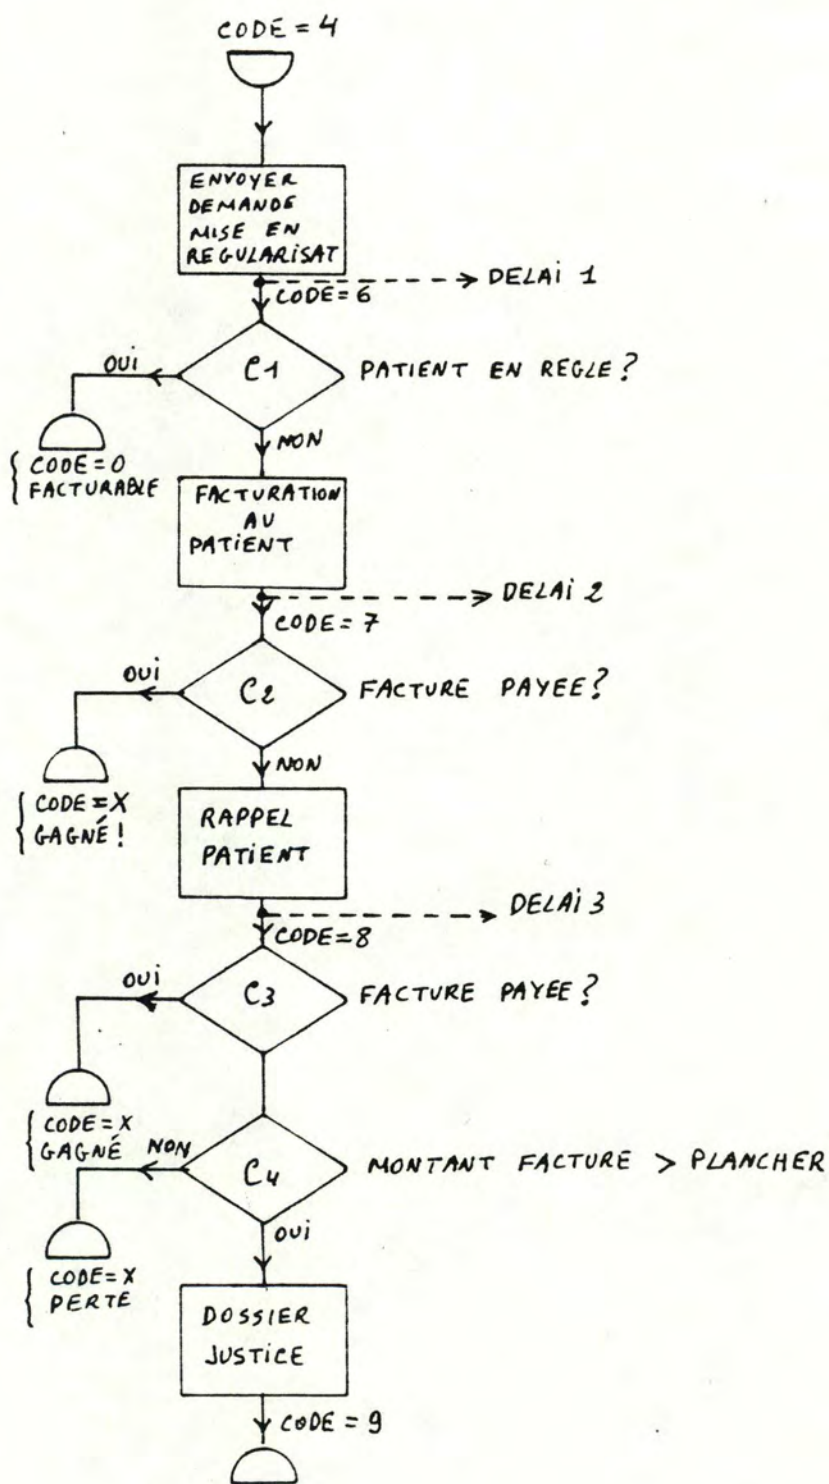 CODE = 4
ENVOYER
DEMANDE
MISE EN
REGULARISAT
DELAI 1
CODE=6
OUI
C1
PATIENT EN REGLE?
NON
CODE=0
FACTURABLE
FACTURATION
AU
PATIENT
DELAI 2
CODE= 7
OUI
C2
FACTURE PAYEE?
NON
CODE=X
GAGNÉ!
RAPPEL
PATIENT
DELAI 3
CODE=8
OUI
C3
FACTURE PAYEE?
CODE=X
GAGNÉ
NON
C4
MONTANT FACTURE > PLANCHER
OUI
CODE=X
PERTE
DOSSIER
JUSTICE
CODE = 9